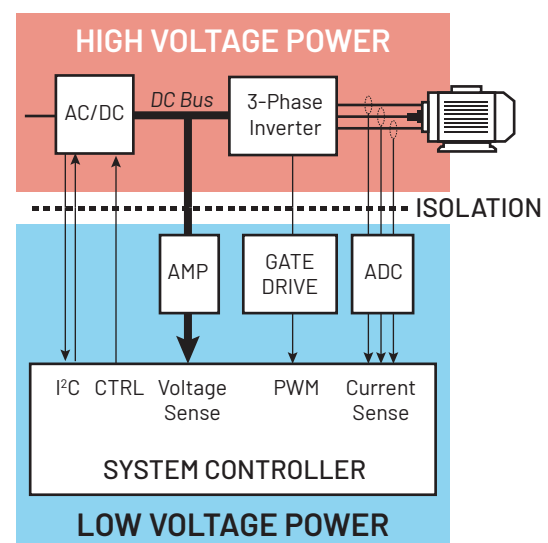 HIGH VOLTAGE POWER
AC/DC
DC Bus
3-Phase
Inverter
ISOLATION
AMP
GATE
DRIVE
ADC
I²C CTRL Voltage
Sense
PWM
Current
Sense
SYSTEM CONTROLLER
LOW VOLTAGE POWER